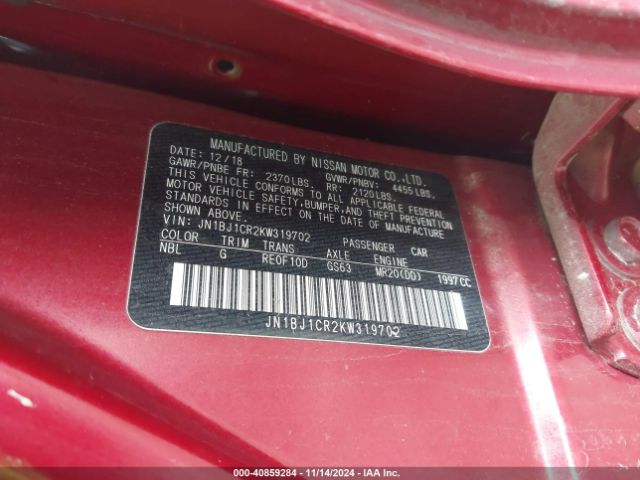 MANUFACTURED BY NISSAN MOTOR CO.,LTD.
DATE: 12/18 GVWR/PNBV: 4455 LBS.
GAWR/PNBE FR: 2370LBS. RR: 2120LBS.
THIS VEHICLE CONFORMS TO ALL APPLICABLE FEDERAL
MOTOR VEHICLE SAFETY,BUMPER,AND THEFT PREVENTION
STANDARDS IN EFFECT ON THE DATE OF MANUFACTURE
SHOWN ABOVE.
VIN: JN1BJ1CR2KW319702 PASSENGER CAR
COLOR TRIM TRANS AXLE ENGINE
NBL G RE0F10D GS63 MR20(DD) 1997CC
JN1BJ1CR2KW319702
000-40859284 - 11/14/2024 - IAA